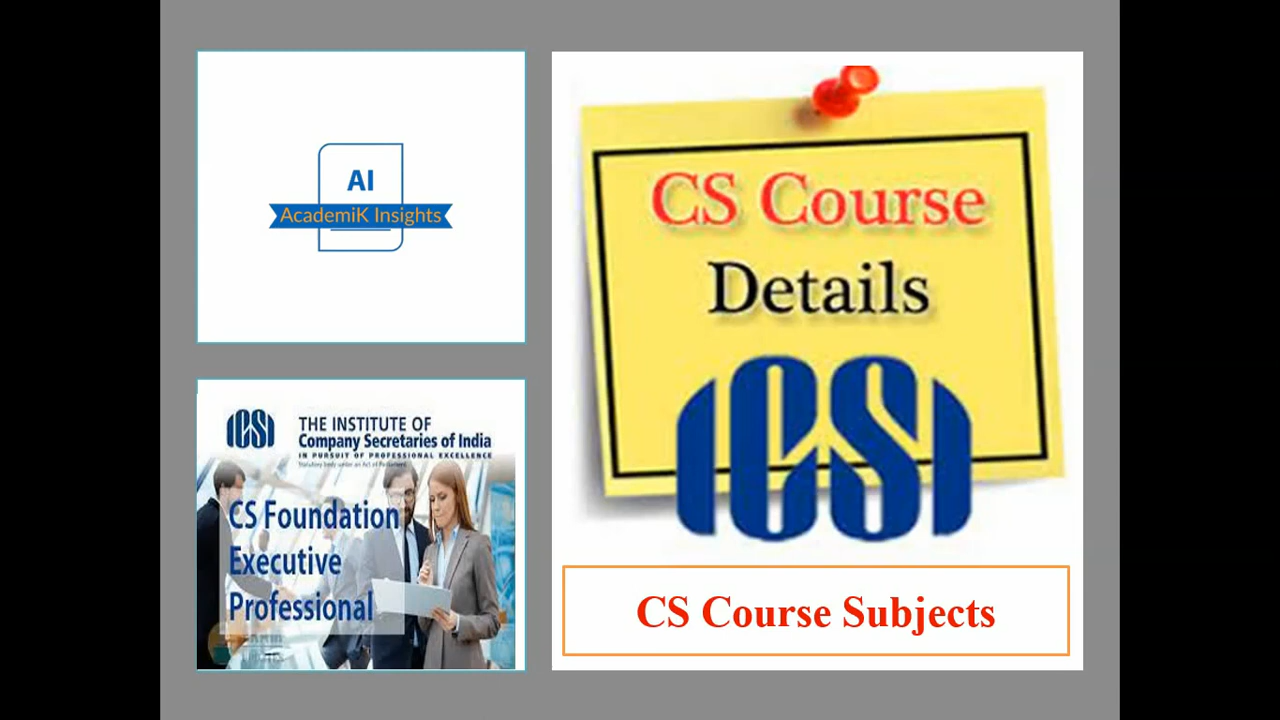 AI
AcademiK Insights
ICSI
THE INSTITUTE OF
Company Secretaries of India
IN PURSUIT OF PROFESSIONAL EXCELLENCE
Statutory body under an Act of Parliament
CS Foundation
Executive
Professional
CS Course
Details
ICSI
CS Course Subjects